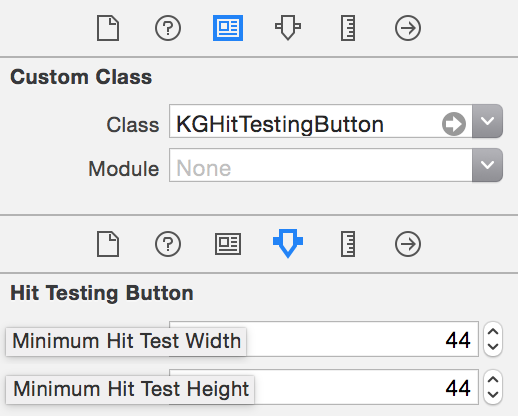 Custom Class
Class KGHitTestingButton
Module None
Hit Testing Button
Minimum Hit Test Width 44
Minimum Hit Test Height 44